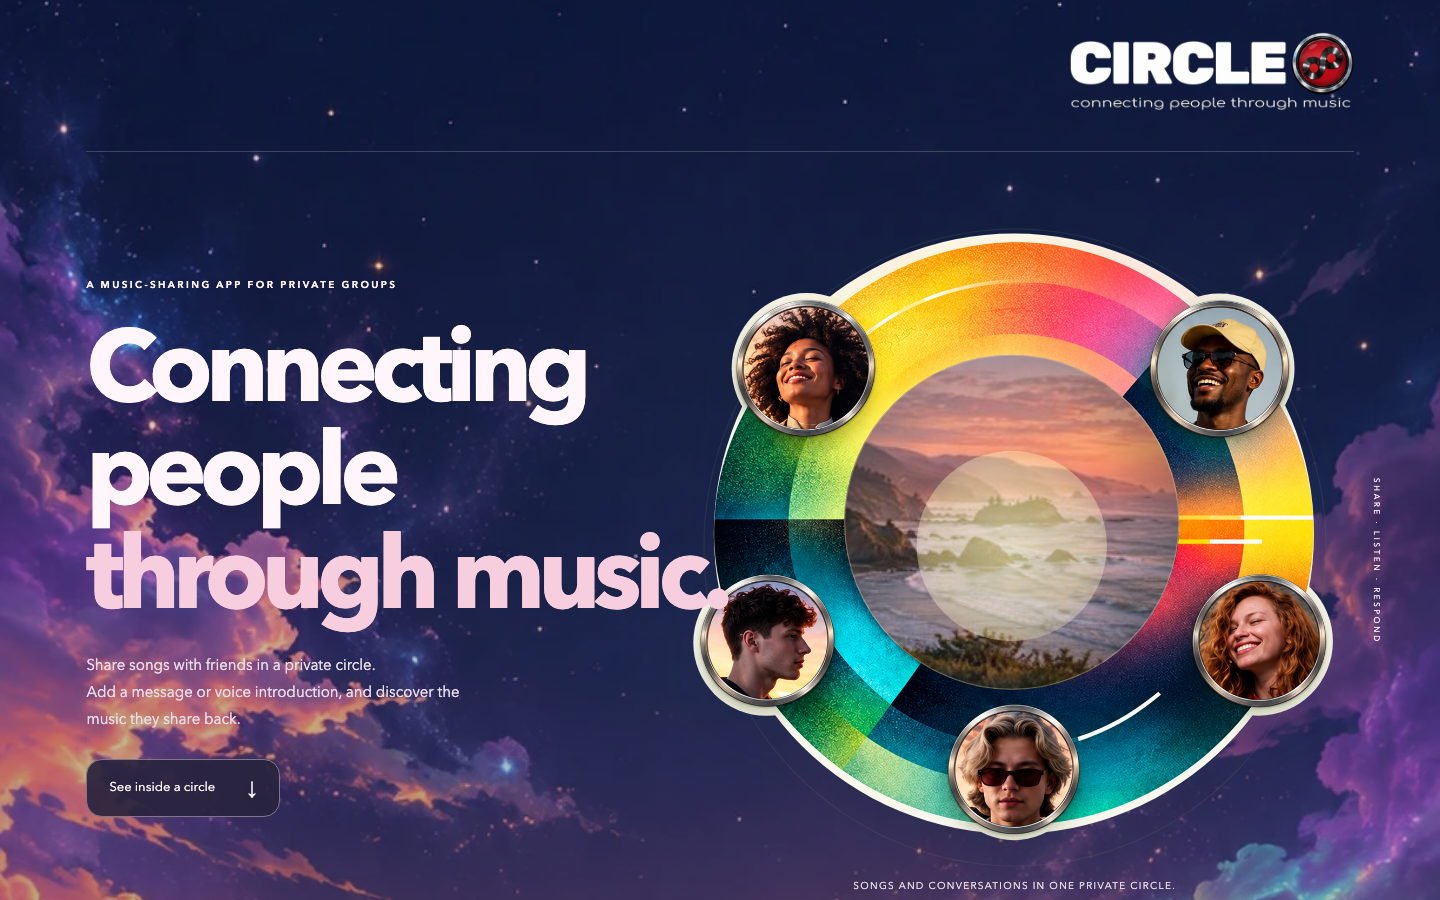 CIRCLE
connecting people through music
A MUSIC-SHARING APP FOR PRIVATE GROUPS
Connecting
people
through music.
Share songs with friends in a private circle.
Add a message or voice introduction, and discover the
music they share back.
See inside a circle ↓
SHARE · LISTEN · RESPOND
SONGS AND CONVERSATIONS IN ONE PRIVATE CIRCLE.